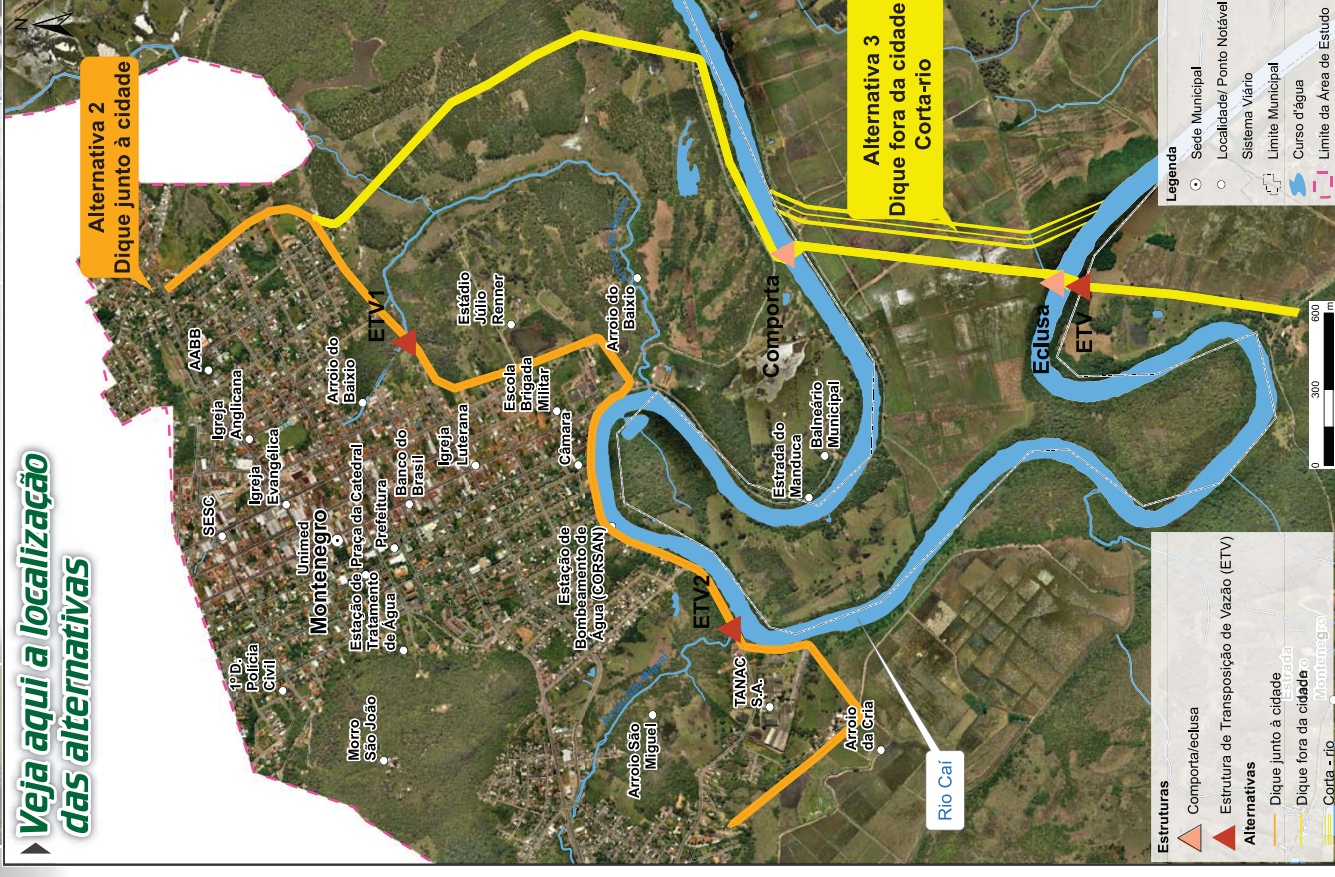 Veja aqui a localização
das alternativas
N
Alternativa 2
Dique junto à cidade
Alternativa 3
Dique fora da cidade
Corta-rio
AABB
Igreja
Anglicana
Igreja
Evangélica
SESC
Unimed
Montenegro
Praça da Catedral
Prefeitura
Banco do
Brasil
Igreja
Luterana
Arroio do
Baixio
ETV1
Estádio
Júlio
Renner
Escola
Brigada
Militar
Câmara
Arroio do
Baixio
Estação de
Tratamento
de Água
1ª D.
Polícia
Civil
Morro
São João
Estação de
Bombeamento de
Água (CORSAN)
ETV2
TANAC
S.A.
Arroio São
Miguel
Arroio
da Cria
Rio Caí
Comporta
Estrada do
Manduca
Balneário
Municipal
Eclusa
ETV
Estruturas
Comporta/eclusa
Estrutura de Transposição de Vazão (ETV)
Alternativas
Dique junto à cidade
Dique fora da cidade
Corta - rio
Estrada
Montenegro
0 300 600
m
Legenda
Sede Municipal
Localidade/ Ponto Notável
Sistema Viário
Limite Municipal
Curso d'água
Limite da Área de Estudo